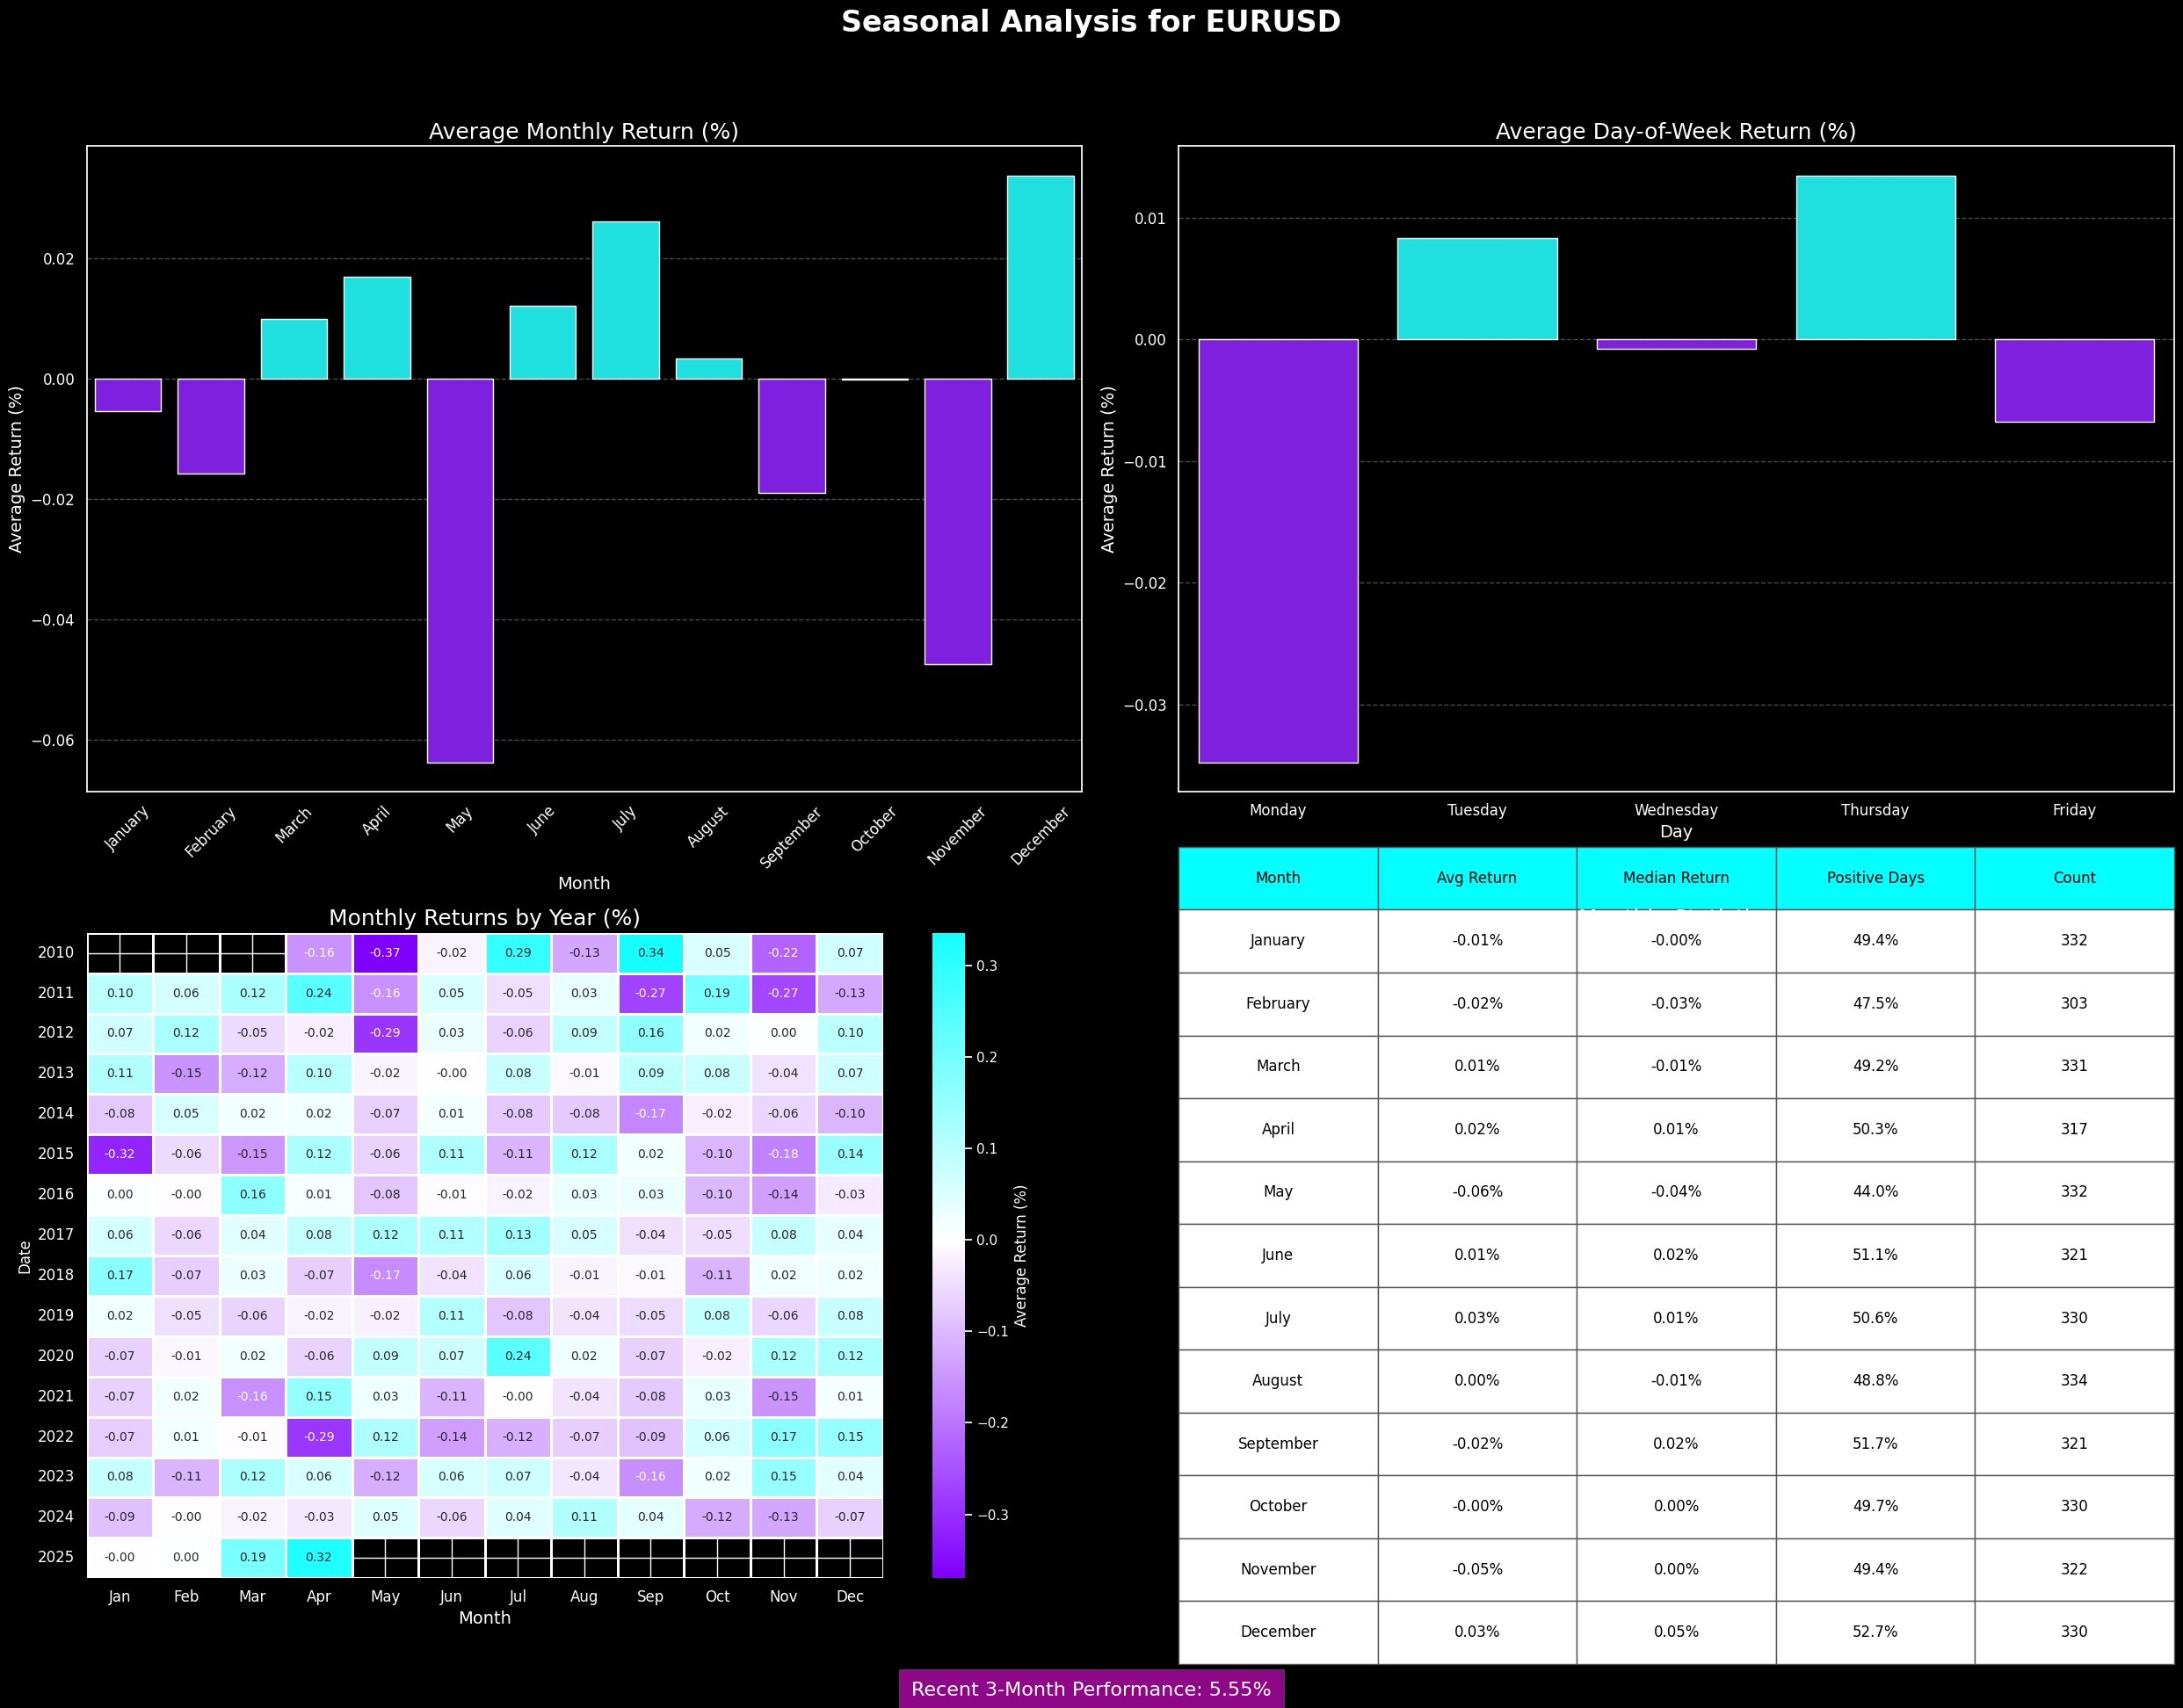 Seasonal Analysis for EURUSD
Average Monthly Return (%)
Average Return (%)
0.02
0.00
−0.02
−0.04
−0.06
January February March April May June July August September October November December
Month
Average Day-of-Week Return (%)
Average Return (%)
0.01
0.00
−0.01
−0.02
−0.03
Monday Tuesday Wednesday Thursday Friday
Day
Monthly Returns by Year (%)
Date
2010 -0.16 -0.37 -0.02 0.29 -0.13 0.34 0.05 -0.22 0.07
2011 0.10 0.06 0.12 0.24 -0.16 0.05 -0.05 0.03 -0.27 0.19 -0.27 -0.13
2012 0.07 0.12 -0.05 -0.02 -0.29 0.03 -0.06 0.09 0.16 0.02 0.00 0.10
2013 0.11 -0.15 -0.12 0.10 -0.02 -0.00 0.08 -0.01 0.09 0.08 -0.04 0.07
2014 -0.08 0.05 0.02 0.02 -0.07 0.01 -0.08 -0.08 -0.17 -0.02 -0.06 -0.10
2015 -0.32 -0.06 -0.15 0.12 -0.06 0.11 -0.11 0.12 0.02 -0.10 -0.18 0.14
2016 0.00 -0.00 0.16 0.01 -0.08 -0.01 -0.02 0.03 0.03 -0.10 -0.14 -0.03
2017 0.06 -0.06 0.04 0.08 0.12 0.11 0.13 0.05 -0.04 -0.05 0.08 0.04
2018 0.17 -0.07 0.03 -0.07 -0.17 -0.04 0.06 -0.01 -0.01 -0.11 0.02 0.02
2019 0.02 -0.05 -0.06 -0.02 -0.02 0.11 -0.08 -0.04 -0.05 0.08 -0.06 0.08
2020 -0.07 -0.01 0.02 -0.06 0.09 0.07 0.24 0.02 -0.07 -0.02 0.12 0.12
2021 -0.07 0.02 -0.16 0.15 0.03 -0.11 -0.00 -0.04 -0.08 0.03 -0.15 0.01
2022 -0.07 0.01 -0.01 -0.29 0.12 -0.14 -0.12 -0.07 -0.09 0.06 0.17 0.15
2023 0.08 -0.11 0.12 0.06 -0.12 0.06 0.07 -0.04 -0.16 0.02 0.15 0.04
2024 -0.09 -0.00 -0.02 -0.03 0.05 -0.06 0.04 0.11 0.04 -0.12 -0.13 -0.07
2025 -0.00 0.00 0.19 0.32
Jan Feb Mar Apr May Jun Jul Aug Sep Oct Nov Dec
Month
0.3
0.2
0.1
0.0
−0.1
−0.2
−0.3
Average Return (%)
Month Avg Return Median Return Positive Days Count
January -0.01% -0.00% 49.4% 332
February -0.02% -0.03% 47.5% 303
March 0.01% -0.01% 49.2% 331
April 0.02% 0.01% 50.3% 317
May -0.06% -0.04% 44.0% 332
June 0.01% 0.02% 51.1% 321
July 0.03% 0.01% 50.6% 330
August 0.00% -0.01% 48.8% 334
September -0.02% 0.02% 51.7% 321
October -0.00% 0.00% 49.7% 330
November -0.05% 0.00% 49.4% 322
December 0.03% 0.05% 52.7% 330
Recent 3-Month Performance: 5.55%